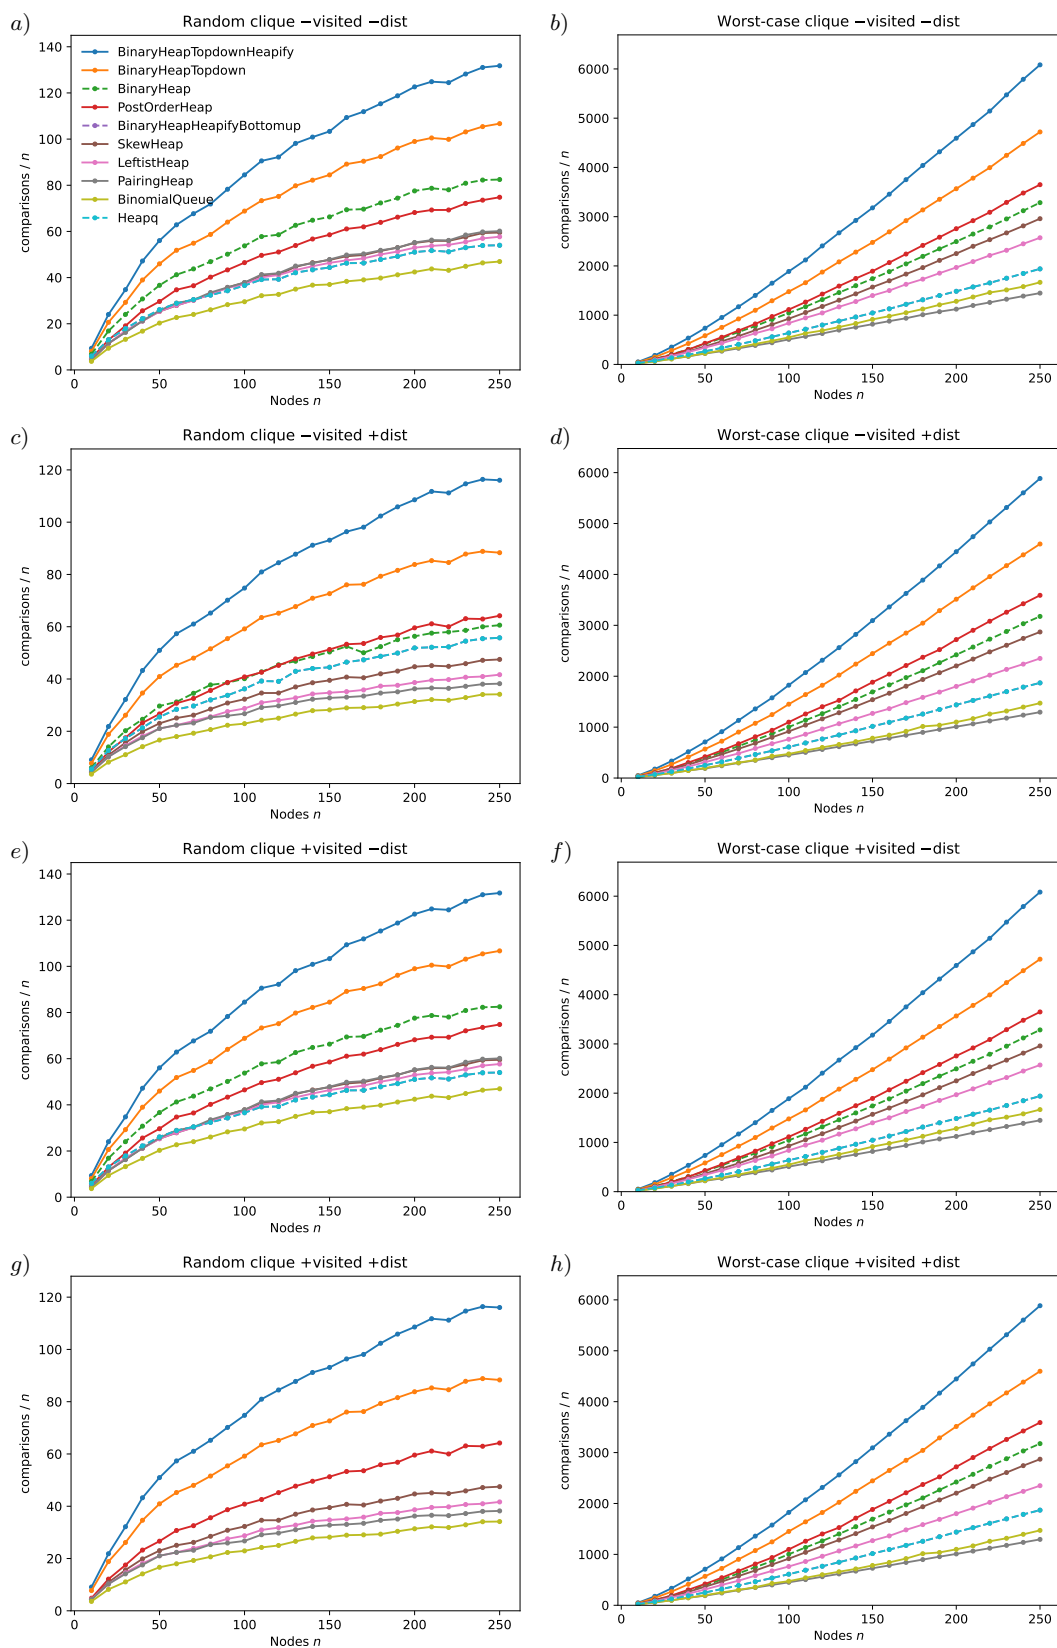 a) Random clique −visited −dist
140
120
100
80
60
40
20
0
comparisons / n
BinaryHeapTopdownHeapify
BinaryHeapTopdown
BinaryHeap
PostOrderHeap
BinaryHeapHeapifyBottomup
SkewHeap
LeftistHeap
PairingHeap
BinomialQueue
Heapq
0 50 100 150 200 250
Nodes n
b) Worst-case clique −visited −dist
6000
5000
4000
3000
2000
1000
0
comparisons / n
0 50 100 150 200 250
Nodes n
c) Random clique −visited +dist
120
100
80
60
40
20
0
comparisons / n
0 50 100 150 200 250
Nodes n
d) Worst-case clique −visited +dist
6000
5000
4000
3000
2000
1000
0
comparisons / n
0 50 100 150 200 250
Nodes n
e) Random clique +visited −dist
140
120
100
80
60
40
20
0
comparisons / n
0 50 100 150 200 250
Nodes n
f) Worst-case clique +visited −dist
6000
5000
4000
3000
2000
1000
0
comparisons / n
0 50 100 150 200 250
Nodes n
g) Random clique +visited +dist
120
100
80
60
40
20
0
comparisons / n
0 50 100 150 200 250
Nodes n
h) Worst-case clique +visited +dist
6000
5000
4000
3000
2000
1000
0
comparisons / n
0 50 100 150 200 250
Nodes n